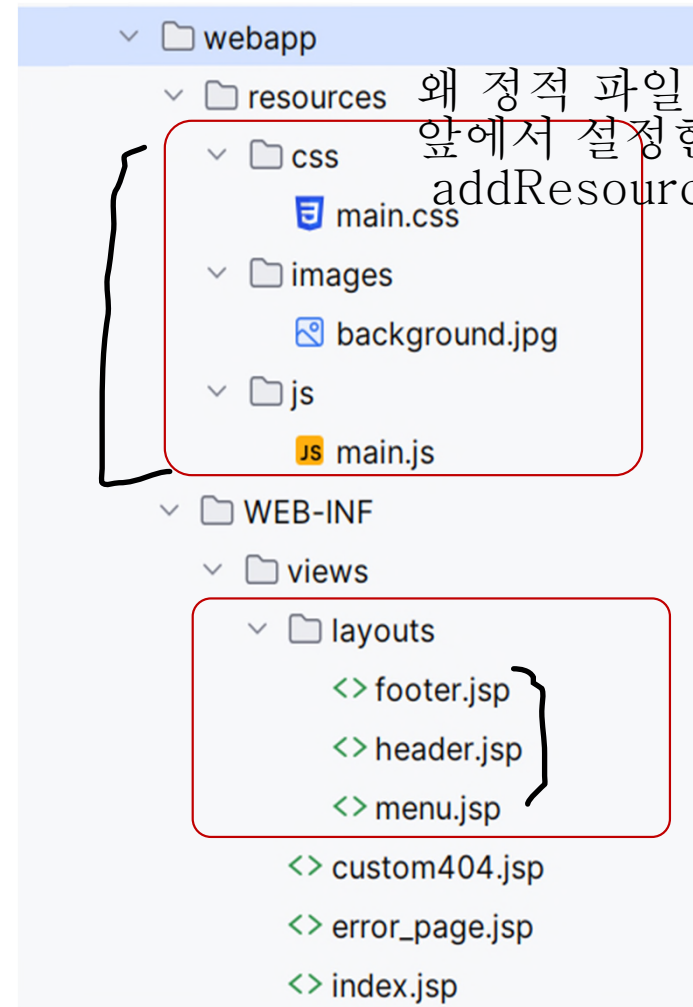 webapp
resources 왜 정적 파일
앞에서 설정
css
addResour
main.css
images
background.jpg
js
JS main.js
WEB-INF
views
layouts
<> footer.jsp
<> header.jsp
<> menu.jsp
<> custom404.jsp
<> error_page.jsp
<> index.jsp